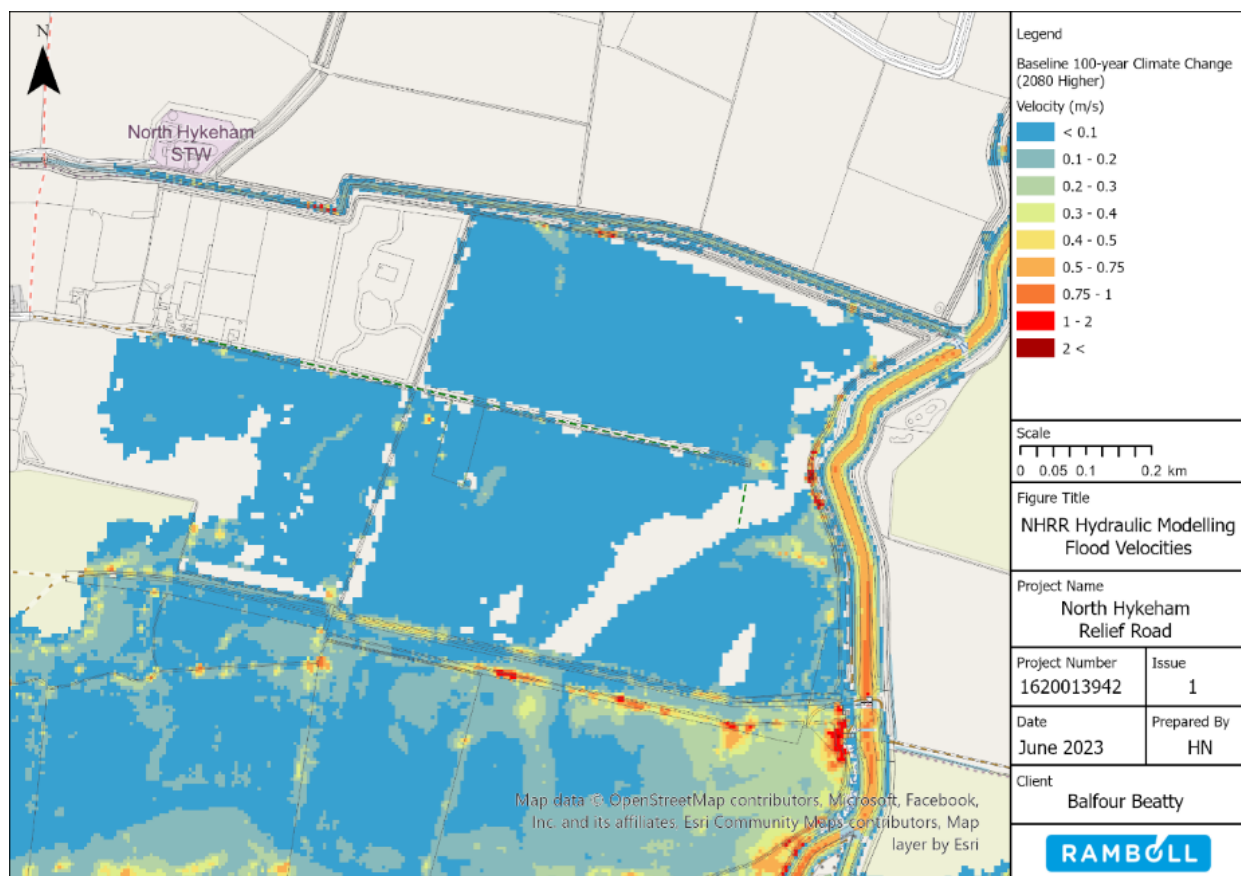 N
North Hykeham
STW
Map data © OpenStreetMap contributors, Microsoft, Facebook,
Inc. and its affiliates, Esri Community Maps contributors, Map
layer by Esri
Legend
Baseline 100-year Climate Change
(2080 Higher)
Velocity (m/s)
< 0.1
0.1 - 0.2
0.2 - 0.3
0.3 - 0.4
0.4 - 0.5
0.5 - 0.75
0.75 - 1
1 - 2
2 <
Scale
0 0.05 0.1 0.2 km
Figure Title
NHRR Hydraulic Modelling
Flood Velocities
Project Name
North Hykeham
Relief Road
Project Number
1620013942
Issue
1
Date
June 2023
Prepared By
HN
Client
Balfour Beatty
RAMBOLL